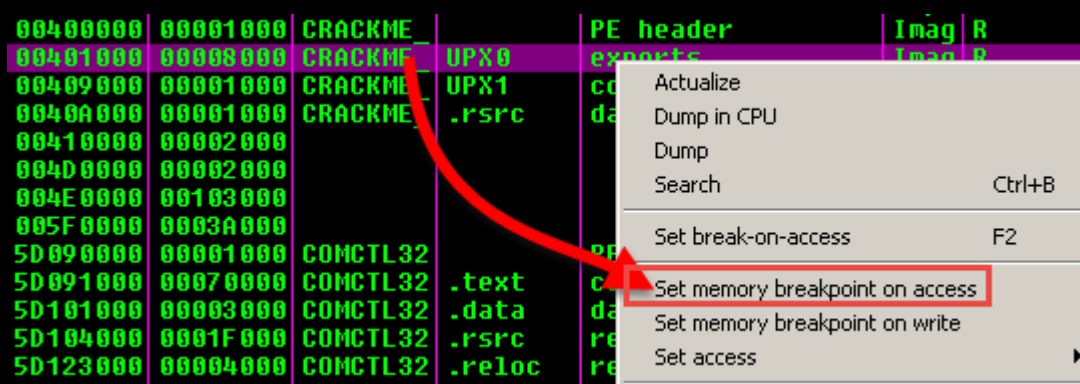 00400000 00001000 CRACKME_ PE header Imag R
00401000 00008000 CRACKME_ UPX0 exports Imag R
00409000 00001000 CRACKME_ UPX1
0040A000 00001000 CRACKME_ .rsrc
00410000 00002000
004D0000 00002000
004E0000 00103000
005F0000 0003A000
5D090000 00001000 COMCTL32 PE
5D091000 00070000 COMCTL32 .text
5D101000 00003000 COMCTL32 .data
5D104000 0001F000 COMCTL32 .rsrc
5D123000 00004000 COMCTL32 .reloc
Actualize
Dump in CPU
Dump
Search Ctrl+B
Set break-on-access F2
Set memory breakpoint on access
Set memory breakpoint on write
Set access